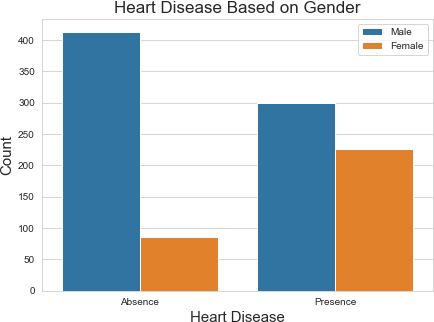 Heart Disease Based on Gender
Male
Female
400
350
300
250
200
150
100
50
0
Count
Absence
Presence
Heart Disease